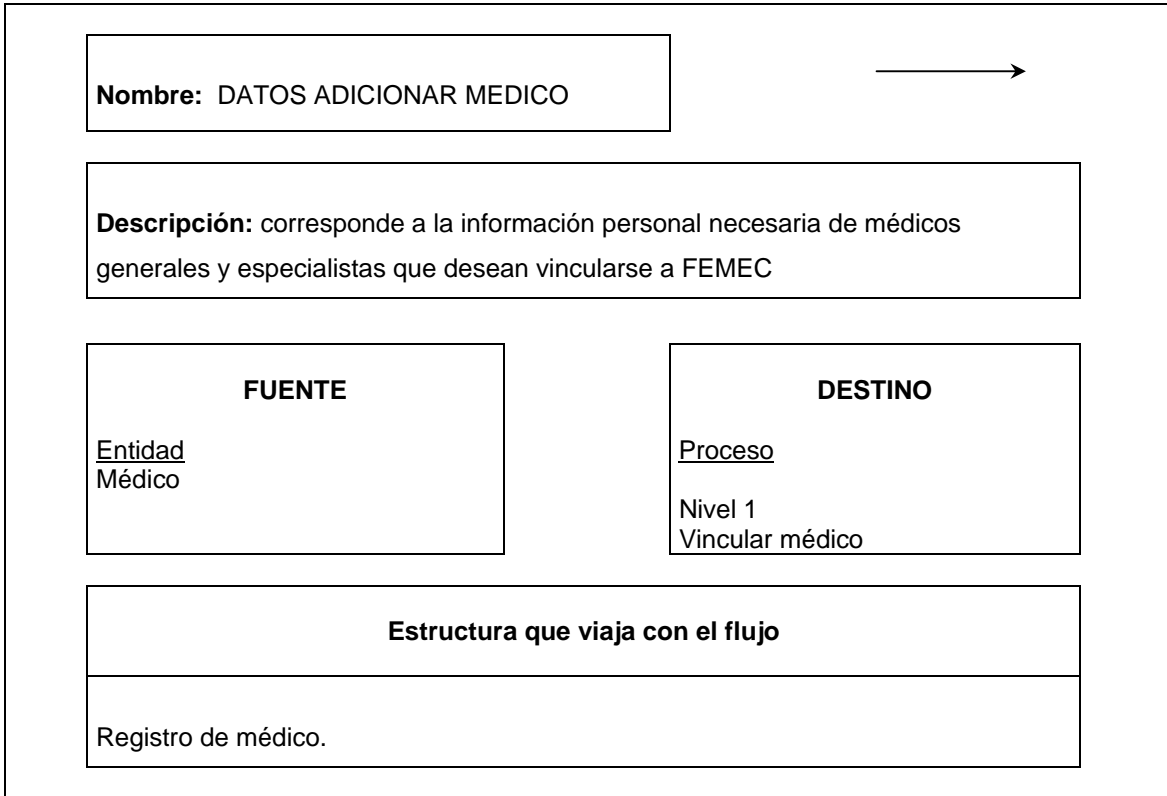 Nombre: DATOS ADICIONAR MEDICO
Descripción: corresponde a la información personal necesaria de médicos
generales y especialistas que desean vincularse a FEMEC
FUENTE
Entidad
Médico
DESTINO
Proceso
Nivel 1
Vincular médico
Estructura que viaja con el flujo
Registro de médico.